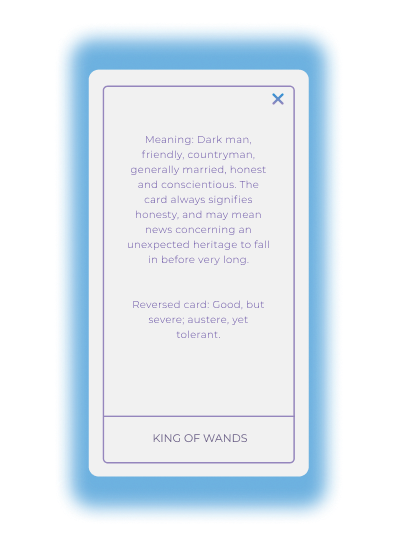 Meaning: Dark man,
friendly, countryman,
generally married, honest
and conscientious. The
card always signifies
honesty, and may mean
news concerning an
unexpected heritage to fall
in before very long.
Reversed card: Good, but
severe; austere, yet
tolerant.
KING OF WANDS